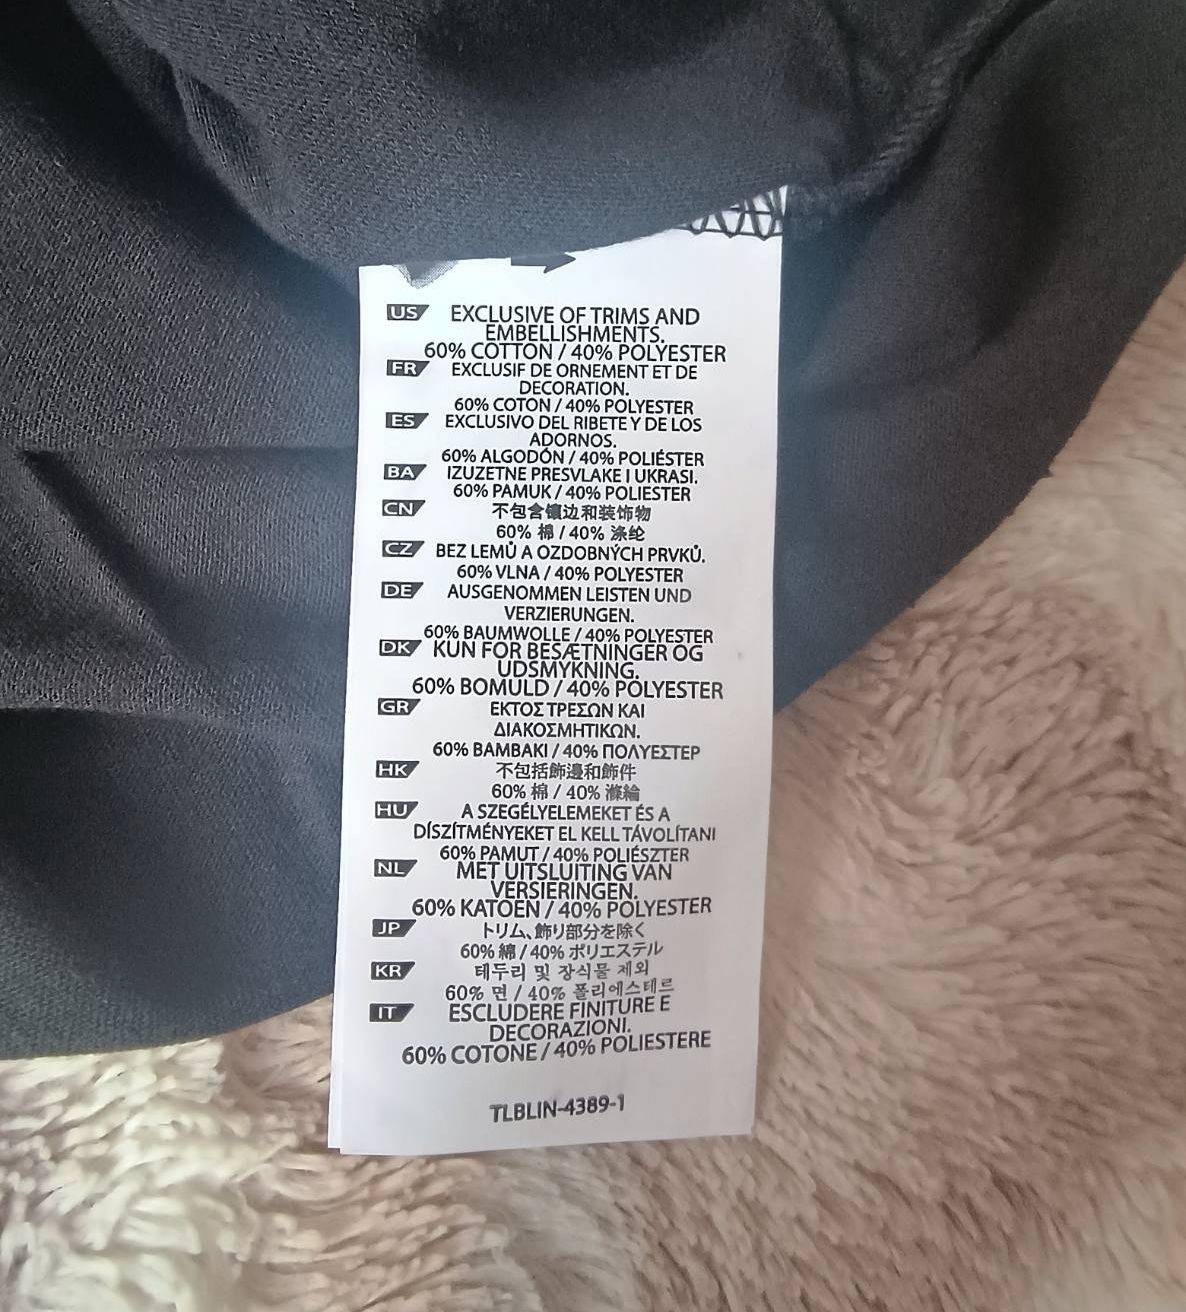 US EXCLUSIVE OF TRIMS AND
EMBELLISHMENTS.
60% COTTON / 40% POLYESTER
FR EXCLUSIF DE ORNEMENT ET DE
DECORATION.
60% COTON / 40% POLYESTER
ES EXCLUSIVO DEL RIBETE Y DE LOS
ADORNOS.
60% ALGODÓN / 40% POLIÉSTER
BA IZUZETNE PRESVLAKE I UKRASI.
60% PAMUK / 40% POLIESTER
CN 不包含镶边和装饰物
60% 棉 / 40% 涤纶
CZ BEZ LEMŮ A OZDOBNÝCH PRVKŮ.
60% VLNA / 40% POLYESTER
DE AUSGENOMMEN LEISTEN UND
VERZIERUNGEN.
60% BAUMWOLLE / 40% POLYESTER
DK KUN FOR BESÆTNINGER OG
UDSMYKNING.
60% BOMULD / 40% POLYESTER
GR ΕΚΤΟΣ ΤΡΕΣΩΝ ΚΑΙ
ΔΙΑΚΟΣΜΗΤΙΚΩΝ.
60% ΒΑΜΒΑΚΙ / 40% ΠΟΛΥΕΣΤΕΡ
HK 不包括飾邊和飾件
60% 棉 / 40% 滌綸
HU A SZEGÉLYELEMEKET ÉS A
DÍSZÍTMÉNYEKET EL KELL TÁVOLÍTANI
60% PAMUT / 40% POLIÉSZTER
NL MET UITSLUITING VAN
VERSIERINGEN.
60% KATOEN / 40% POLYESTER
JP トリム、飾り部分を除く
60% 綿 / 40% ポリエステル
KR 테두리 및 장식물 제외
60% 면 / 40% 폴리에스테르
IT ESCLUDERE FINITURE E
DECORAZIONI.
60% COTONE / 40% POLIESTERE
TLBLIN-4389-1